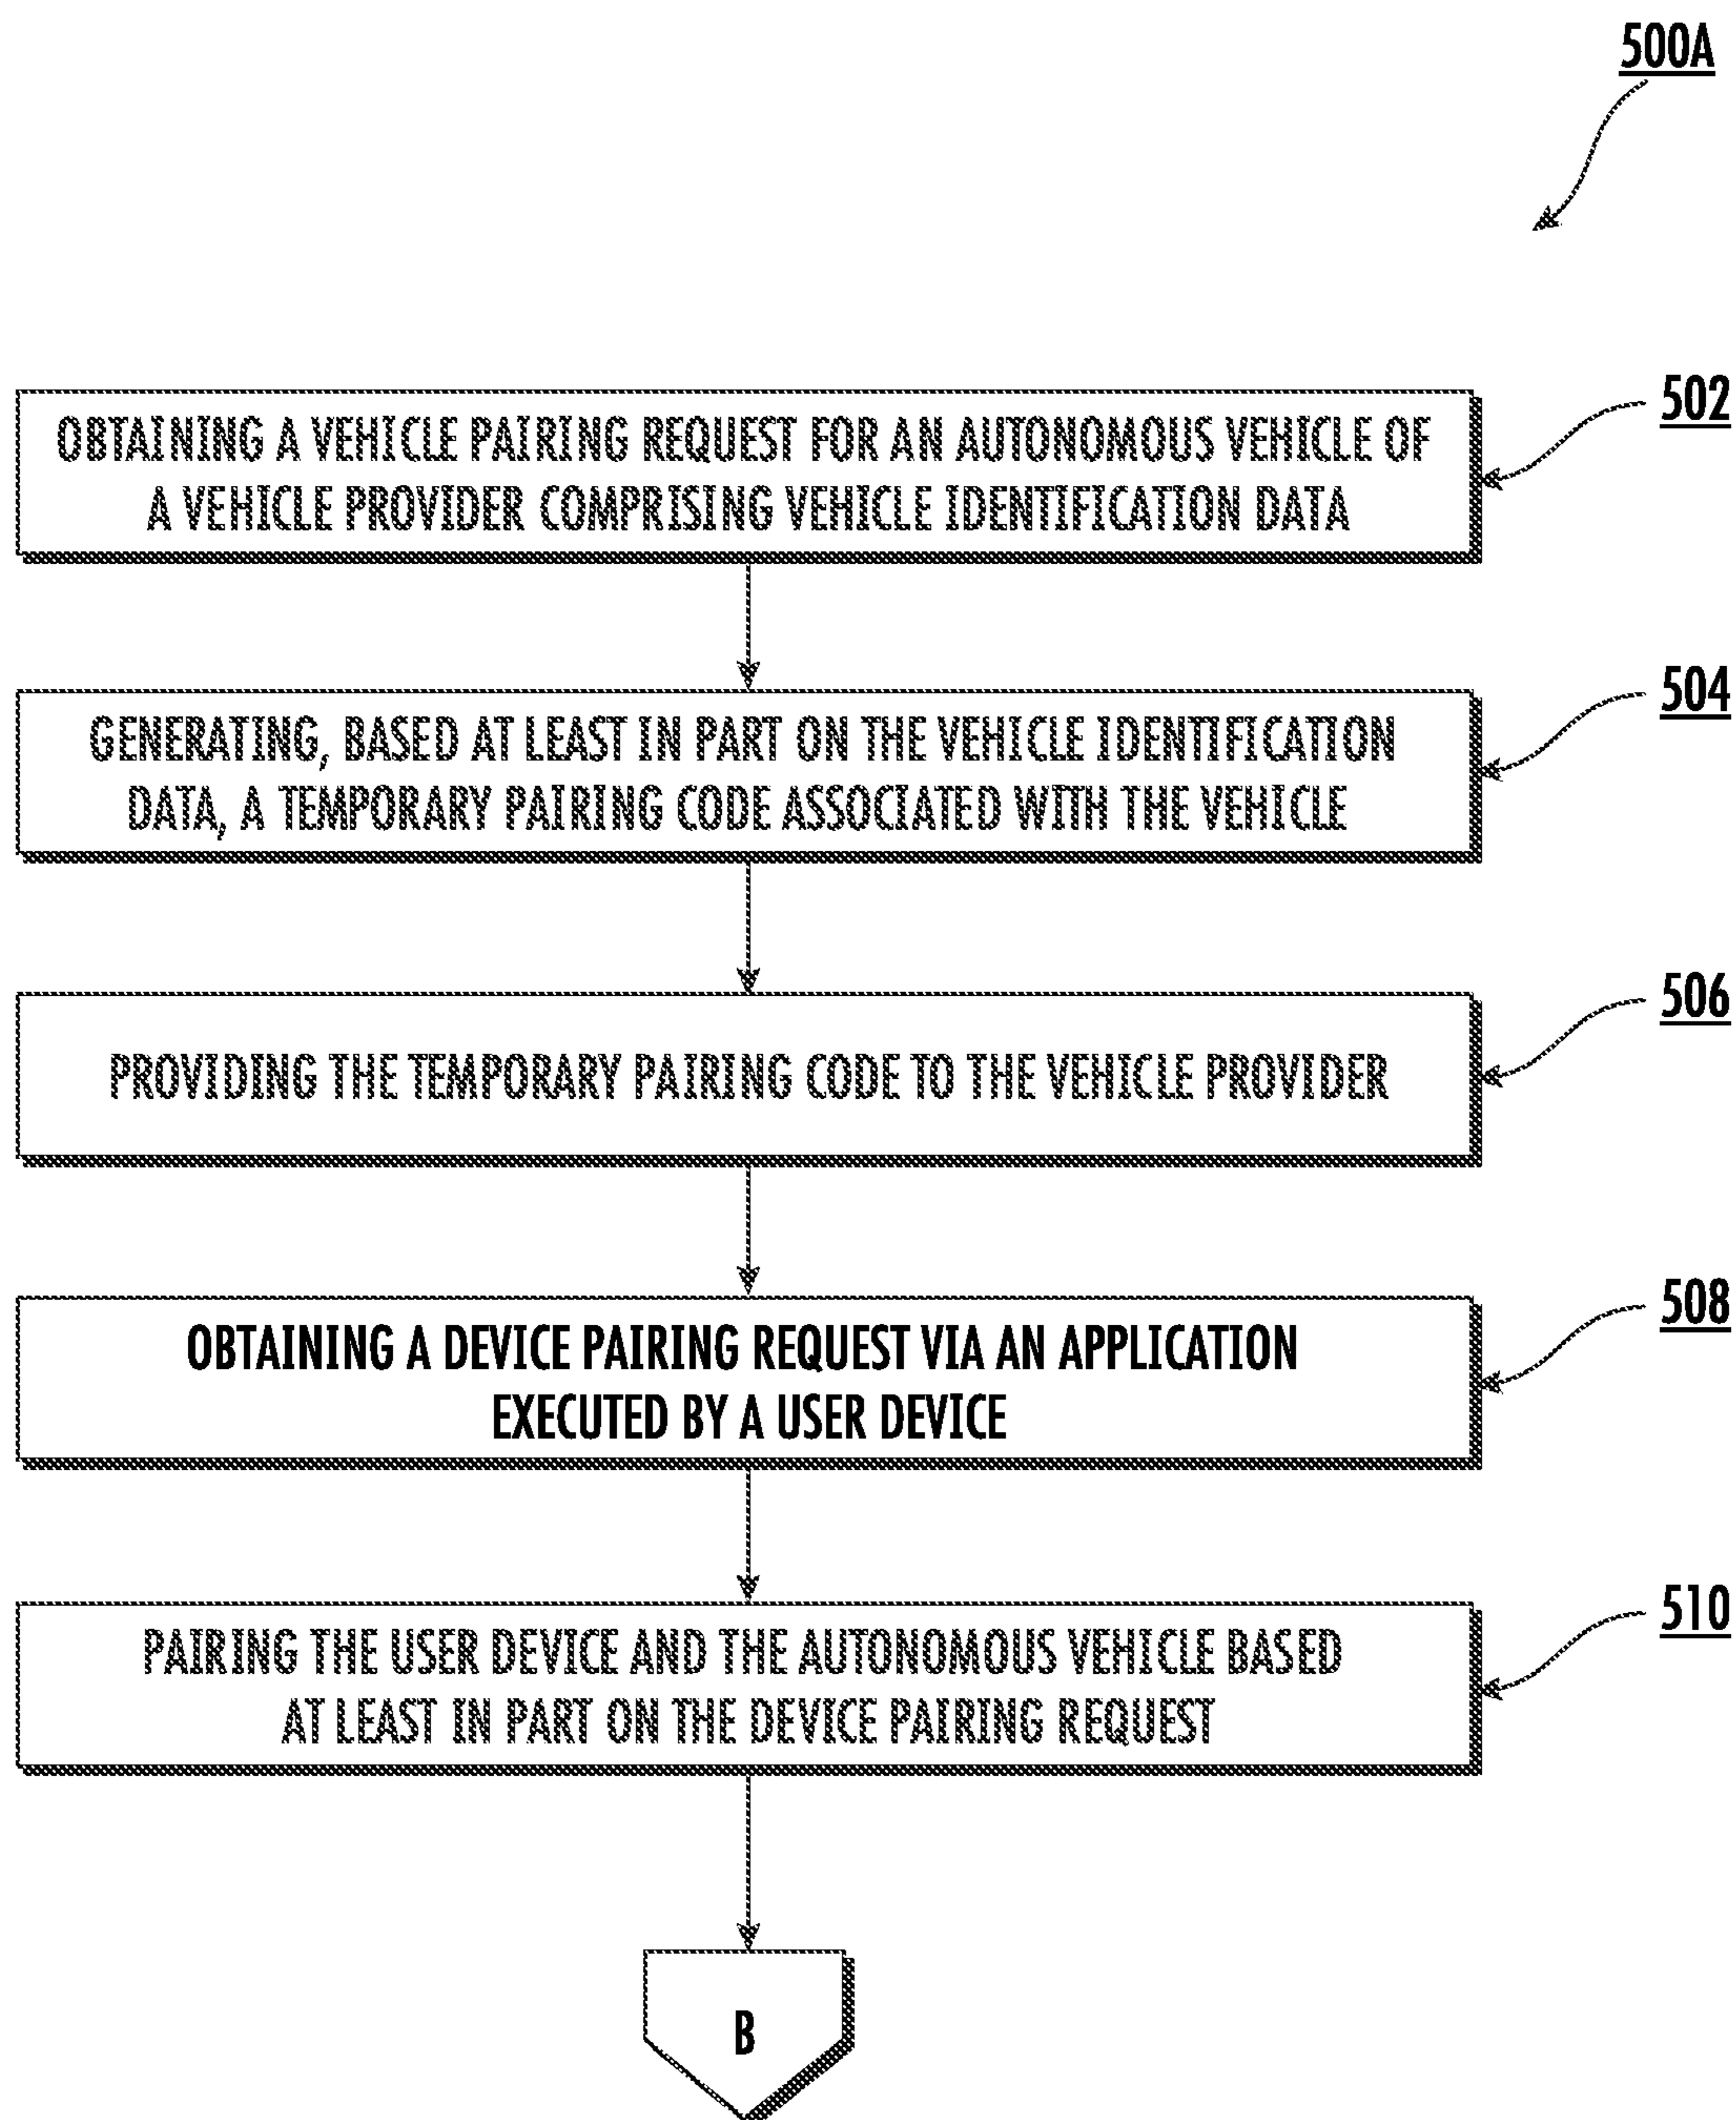 500A
502
OBTAINING A VEHICLE PAIRING REQUEST FOR AN AUTONOMOUS VEHICLE OF
A VEHICLE PROVIDER COMPRISING VEHICLE IDENTIFICATION DATA
504
GENERATING, BASED AT LEAST IN PART ON THE VEHICLE IDENTIFICATION
DATA, A TEMPORARY PAIRING CODE ASSOCIATED WITH THE VEHICLE
506
PROVIDING THE TEMPORARY PAIRING CODE TO THE VEHICLE PROVIDER
508
OBTAINING A DEVICE PAIRING REQUEST VIA AN APPLICATION
EXECUTED BY A USER DEVICE
510
PAIRING THE USER DEVICE AND THE AUTONOMOUS VEHICLE BASED
AT LEAST IN PART ON THE DEVICE PAIRING REQUEST
B